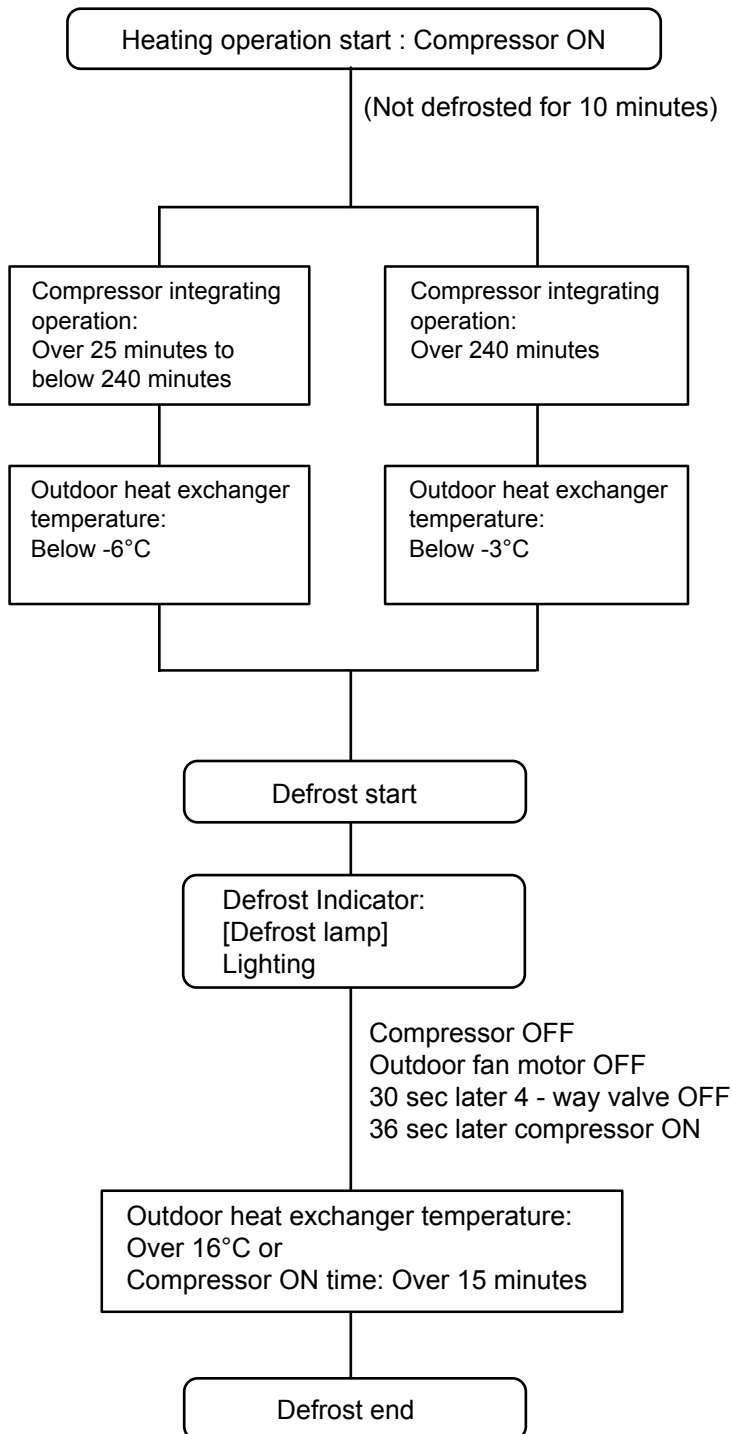 Heating operation start : Compressor ON
(Not defrosted for 10 minutes)
Compressor integrating
operation:
Over 25 minutes to
below 240 minutes
Compressor integrating
operation:
Over 240 minutes
Outdoor heat exchanger
temperature:
Below -6°C
Outdoor heat exchanger
temperature:
Below -3°C
Defrost start
Defrost Indicator:
[Defrost lamp]
Lighting
Compressor OFF
Outdoor fan motor OFF
30 sec later 4 - way valve OFF
36 sec later compressor ON
Outdoor heat exchanger temperature:
Over 16°C or
Compressor ON time: Over 15 minutes
Defrost end